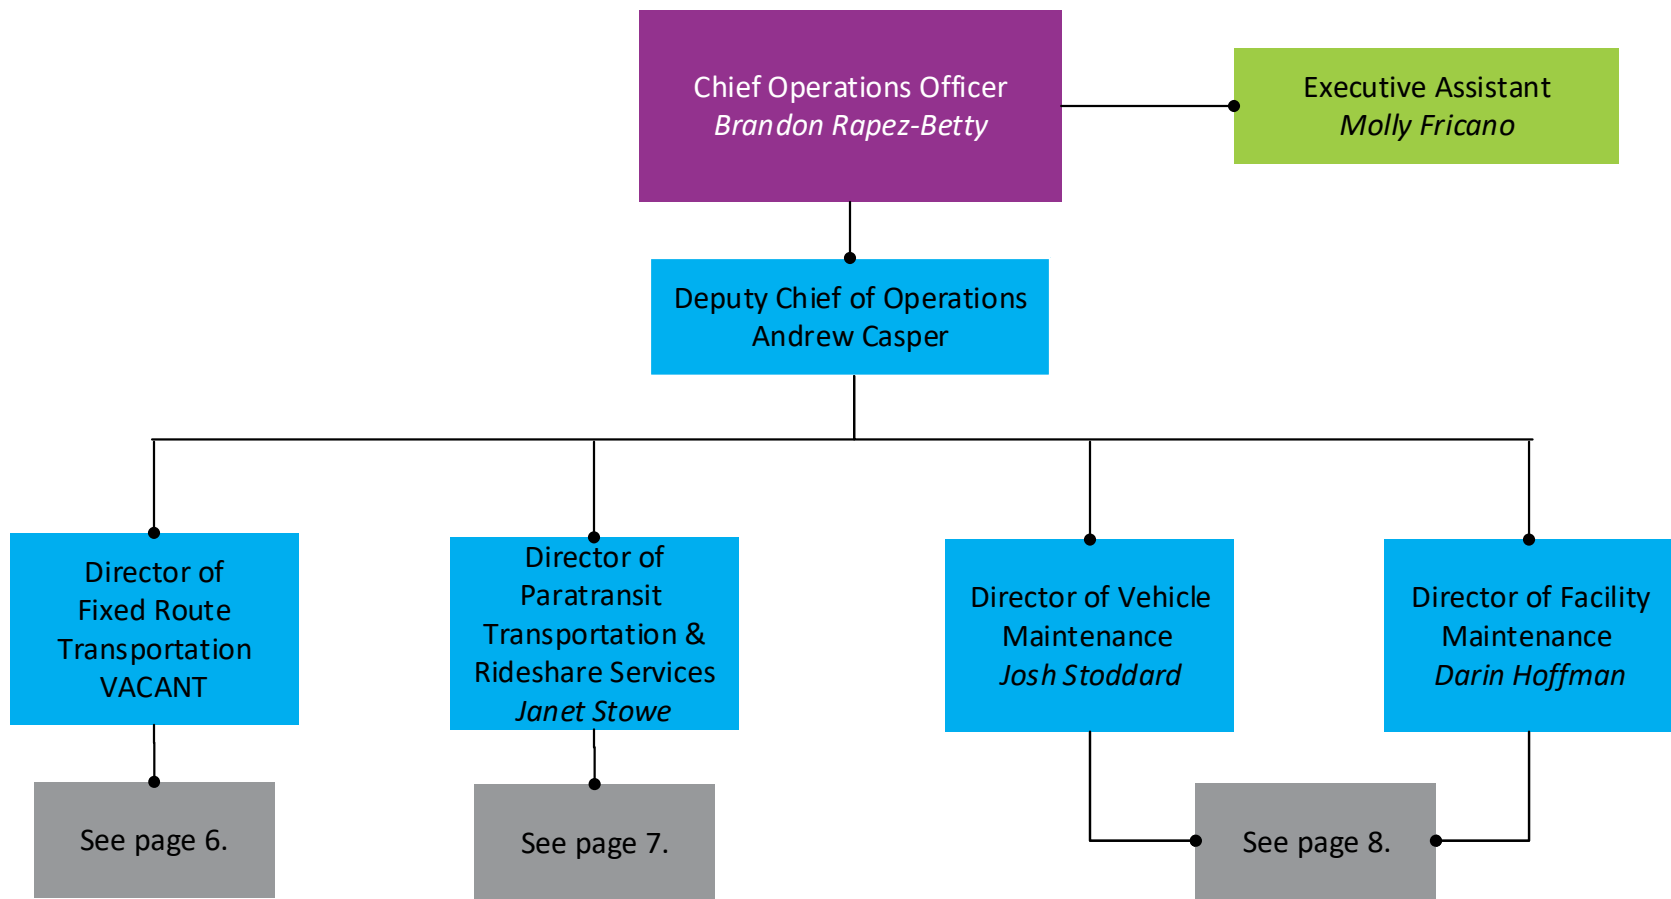 Chief Operations Officer
Brandon Rapez-Betty
Executive Assistant
Molly Fricano
Deputy Chief of Operations
Andrew Casper
Director of
Fixed Route
Transportation
VACANT
Director of
Paratransit
Transportation &
Rideshare Services
Janet Stowe
Director of Vehicle
Maintenance
Josh Stoddard
Director of Facility
Maintenance
Darin Hoffman
See page 6.
See page 7.
See page 8.